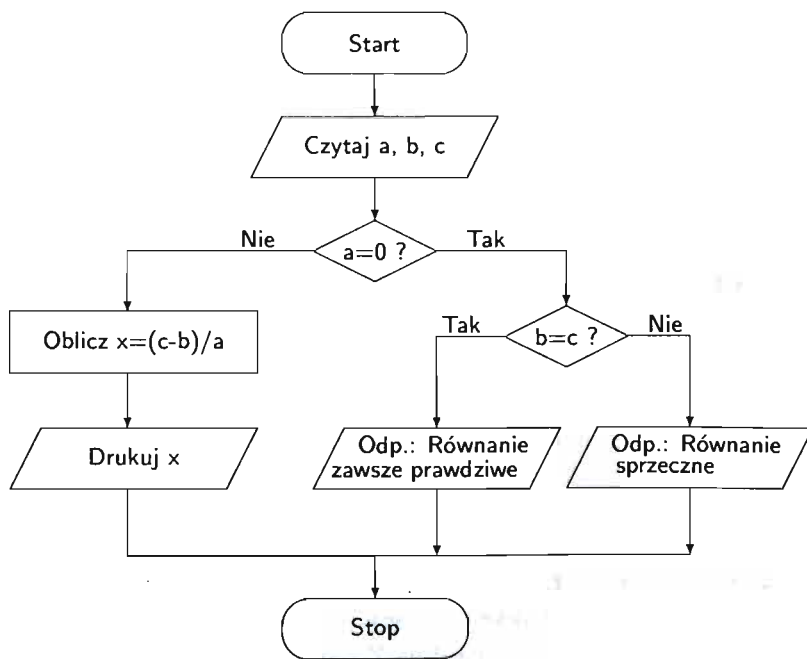 Start
Czytaj a, b, c
Nie
a=0 ?
Tak
Oblicz x=(c-b)/a
Tak
b=c ?
Nie
Drukuj x
Odp.: Równanie
zawsze prawdziwe
Odp.: Równanie
sprzeczne
Stop